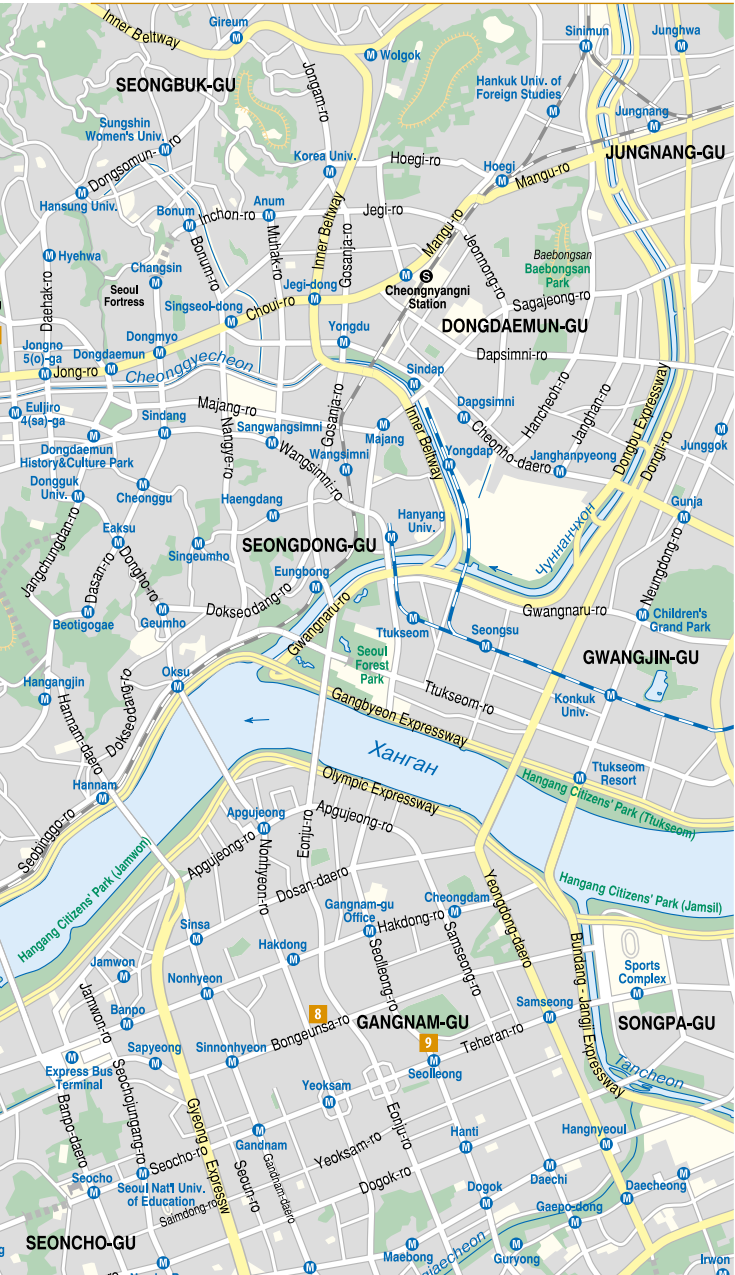 Inner Beltway
Gireum
Wolgok
Sinimun
Junghwa
SEONGBUK-GU
Jongam-ro
Hankuk Univ. of
Foreign Studies
Jungnang
Sungshin
Women's Univ.
Dongsomun-ro
Korea Univ.
Hoegi-ro
Hoegi
JUNGNANG-GU
Mangu-ro
Hansung Univ.
Bonum
Inchon-ro
Anum
Jegi-ro
Inner Beltway
Gosanja-ro
Mangu-ro
Muhak-ro
Bonum-ro
Hyehwa
Changsin
Seoul
Fortress
Daehak-ro
Jeonnong-ro
Baebongsan
Baebongsan
Park
Jegi-dong
S
Cheongnyangni
Station
Sagajeong-ro
Singseol-dong
Choui-ro
Yongdu
DONGDAEMUN-GU
Jongno
5(o)-ga
Dongdaemun
Dongmyo
Jong-ro
Cheonggyecheon
Dapsimni-ro
Sindap
Euljiro
4(sa)-ga
Majang-ro
Nangye-ro
Gosanja-ro
Inner Beltway
Dapgsimni
Hancheoh-ro
Janghan-ro
Dongbu Expressway
Dongil-ro
Sindang
Sangwangsimni
Majang
Cheonho-daero
Junggok
Dongdaemun
History&Culture Park
Wangsimni-ro
Wangsimni
Yongdap
Janghanpyeong
Dongguk
Univ.
Cheonggu
Haengdang
Hanyang
Univ.
Чуннанчхон
Gunja
Jangchungdan-ro
Eaksu
Singeumho
SEONGDONG-GU
Neungdong-ro
Dasan-ro
Dongho-ro
Eungbong
Beotigogae
Geumho
Dokseodang-ro
Gwangnaru-ro
Ttukseom
Seongsu
Gwangnaru-ro
Children's
Grand Park
Seoul
Forest
Park
GWANGJIN-GU
Hangangjin
Oksu
Dokseodang-ro
Hannam-daero
Ttukseom-ro
Konkuk
Univ.
Gangbyeon Expressway
Ханган
Olympic Expressway
Ttukseom
Resort
Hangang Citizens' Park (Ttukseom)
Hannam
Seobinggo-ro
Apgujeong
Apgujeong-ro
Eonju-ro
Apgujeong-ro
Nonhyeon-ro
Hangang Citizens' Park (Jamwon)
Dosan-daero
Hangang Citizens' Park (Jamsil)
Gangnam-gu
Office
Cheongdam
Hakdong-ro
Yeongdong-daero
Sinsa
Hakdong
Seolleong-ro
Samseong-ro
Bundang - Jangji Expressway
Jamwon
Nonhyeon
Sports
Complex
Jamwon-ro
Banpo
8
Bongeunsa-ro
GANGNAM-GU
Samseong
SONGPA-GU
9
Teheran-ro
Sapyeong
Sinnonhyeon
Express Bus
Terminal
Seolleong
Tancheon
Yeoksam
Seochojungang-ro
Banpo-daero
Gyeong
o Expressw
Eonju-ro
Gandnam
Hanti
Hangnyeoul
Seocho-ro
Yeoksam-ro
Seocho
Seoul Nat'l Univ.
of Education
Seoun-ro
Gandnam-daero
Dogok-ro
Daechi
Daecheong
Saimdong-ro
Dogok
Gaepo-dong
SEONCHO-GU
Maebong
giaecheon
Guryong
Irwon